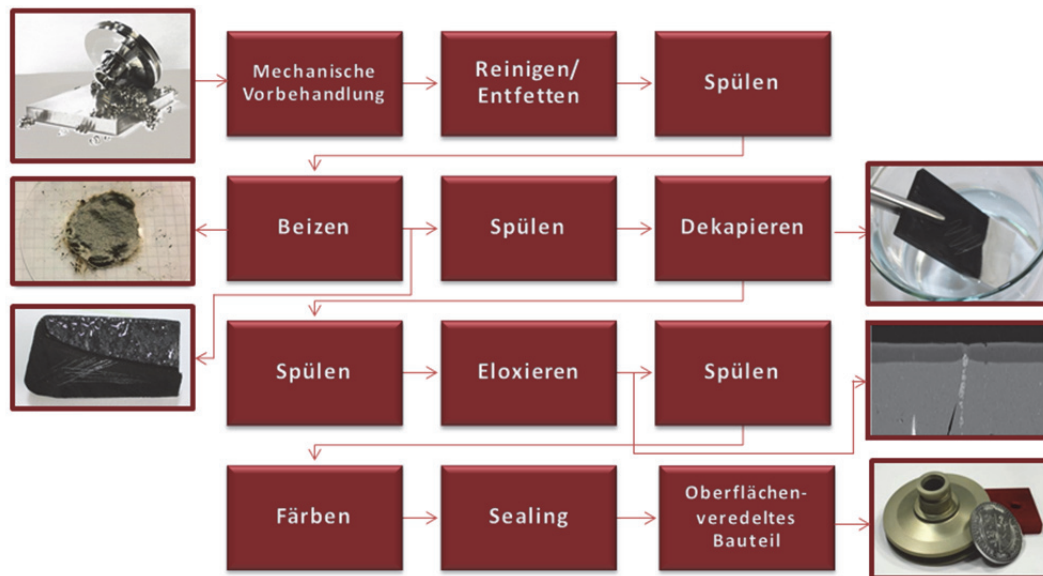 Mechanische
Vorbehandlung
Reinigen/
Entfetten
Spülen
Beizen
Spülen
Dekapieren
Spülen
Eloxieren
Spülen
Färben
Sealing
Oberflächen-
veredeltes
Bauteil